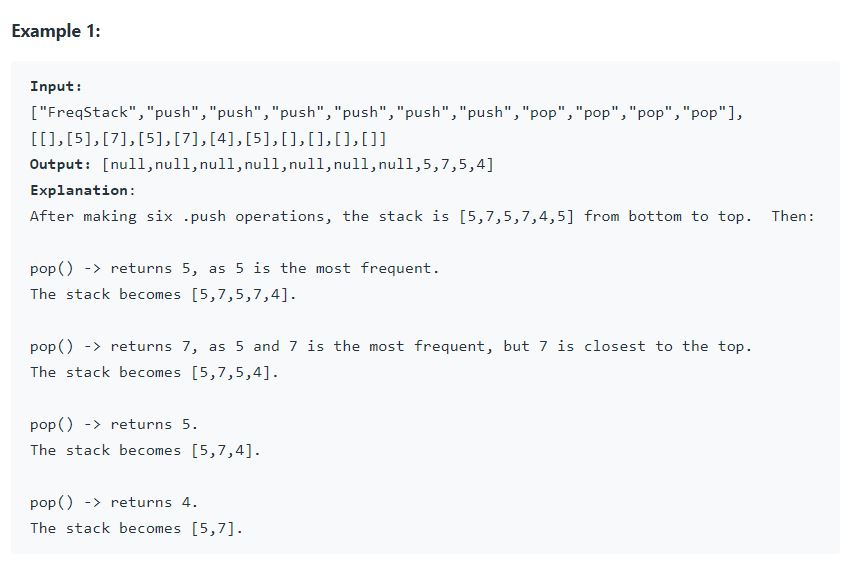 Example 1:
Input:
["FreqStack","push","push","push","push","push","push","pop","pop","pop","pop"],
[[],[5],[7],[5],[7],[4],[5],[],[],[],[]]
Output: [null,null,null,null,null,null,null,5,7,5,4]
Explanation:
After making six .push operations, the stack is [5,7,5,7,4,5] from bottom to top.  Then:
pop() -> returns 5, as 5 is the most frequent.
The stack becomes [5,7,5,7,4].
pop() -> returns 7, as 5 and 7 is the most frequent, but 7 is closest to the top.
The stack becomes [5,7,5,4].
pop() -> returns 5.
The stack becomes [5,7,4].
pop() -> returns 4.
The stack becomes [5,7].